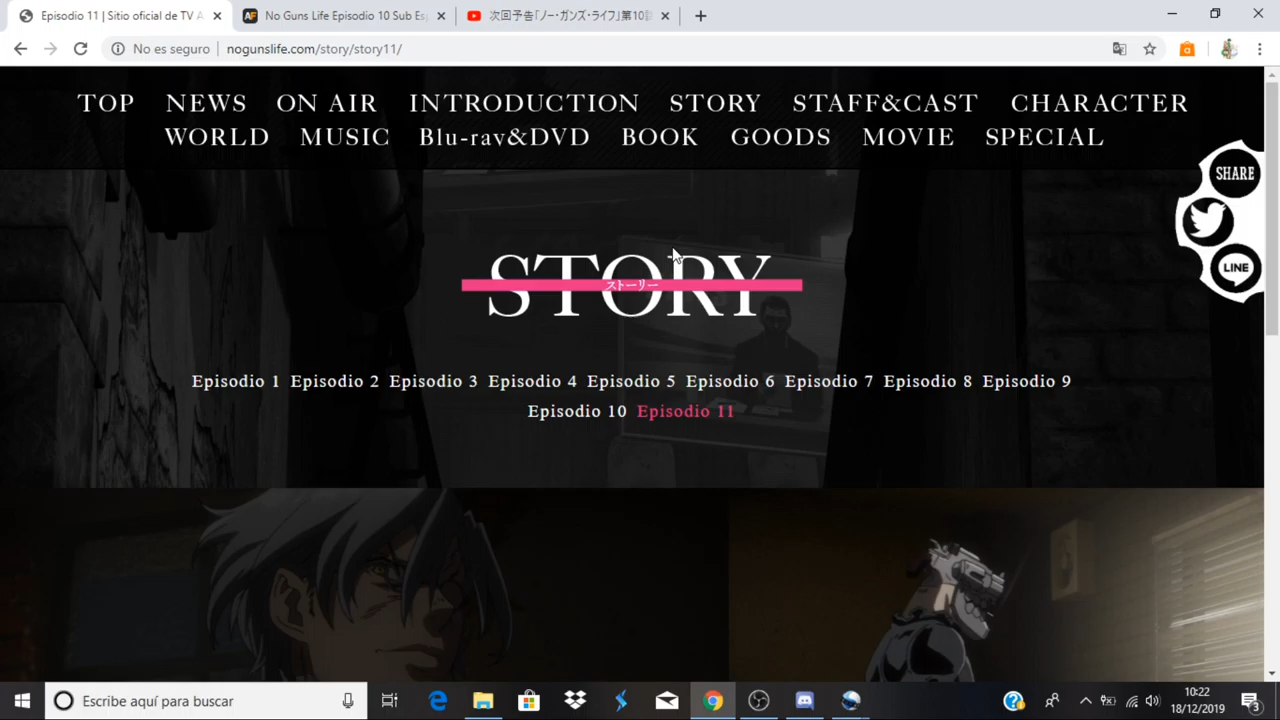 Episodio 11 | Sitio oficial de TV A
No Guns Life Episodio 10 Sub Es
次回予告「ノー・ガンズ・ライフ」第10話
No es seguro
nogunslife.com/story/story11/
TOP NEWS ON AIR INTRODUCTION STORY STAFF&CAST CHARACTER
WORLD MUSIC Blu-ray&DVD BOOK GOODS MOVIE SPECIAL
SHARE
LINE
STORY
ストーリー
Episodio 1 Episodio 2 Episodio 3 Episodio 4 Episodio 5 Episodio 6 Episodio 7 Episodio 8 Episodio 9
Episodio 10 Episodio 11
Escribe aquí para buscar
10:22
18/12/2019
3